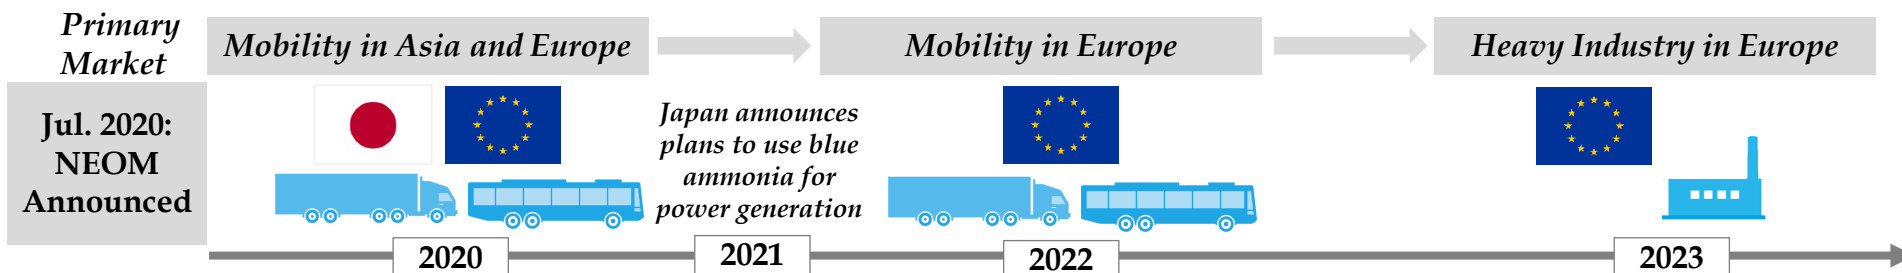 Primary
Market
Mobility in Asia and Europe
Mobility in Europe
Heavy Industry in Europe
Jul. 2020:
NEOM
Announced
Japan announces
plans to use blue
ammonia for
power generation
2020
2021
2022
2023